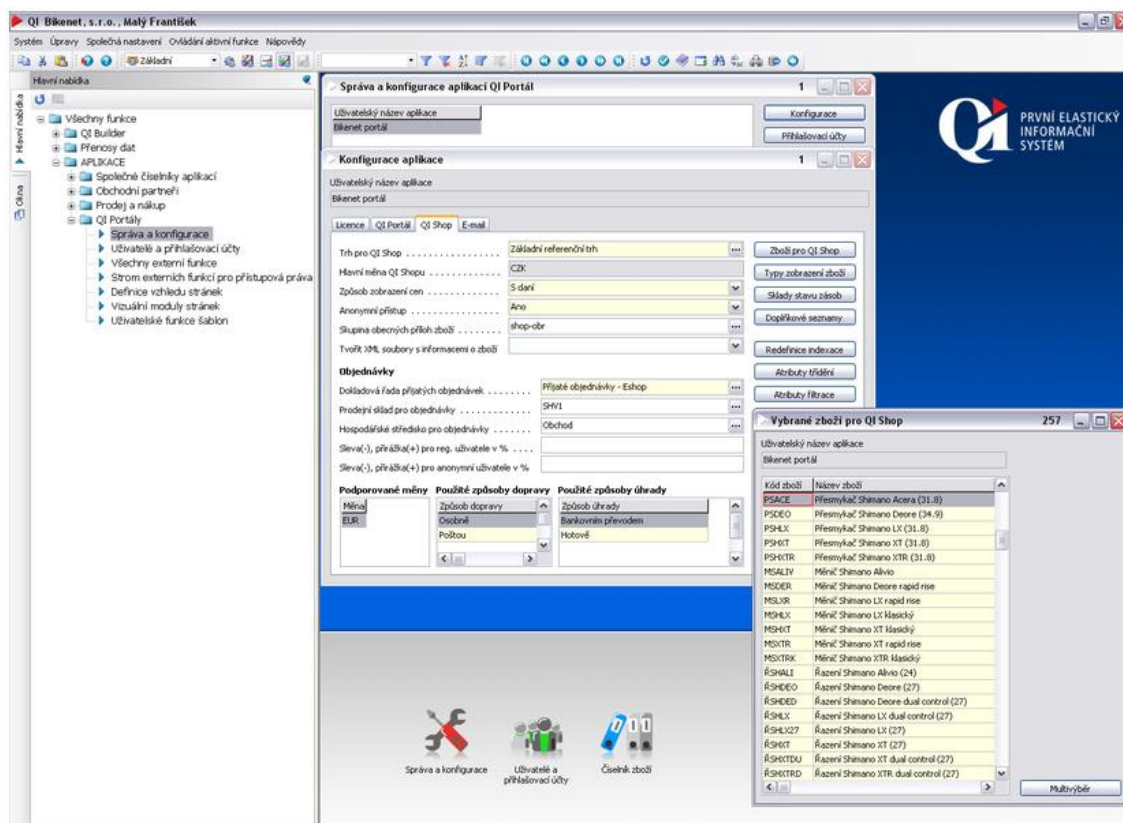 QI Bikenet, s.r.o., Malý František
Systém Úpravy Společná nastavení Ovládání aktivní funkce Nápovědy
Základní
Hlavní nabídka
Hlavní nabídka
Okna
Všechny funkce
QI Builder
Přenosy dat
APLIKACE
Společné číselníky aplikací
Obchodní partneři
Prodej a nákup
QI Portály
Správa a konfigurace
Uživatelé a přihlašovací účty
Všechny externí funkce
Strom externích funkcí pro přístupová práva
Definice vzhledu stránek
Vizuální moduly stránek
Uživatelské funkce šablon
Správa a konfigurace aplikací QI Portál 1
Uživatelský název aplikace
Bikenet portál
Konfigurace
Přihlašovací účty
Konfigurace aplikace 1
Uživatelský název aplikace
Bikenet portál
Licence QI Portál QI Shop E-mail
Trh pro QI Shop Základní referenční trh
Hlavní měna QI Shopu CZK
Způsob zobrazení cen S daní
Anonymní přístup Ano
Skupina obecných příloh zboží shop-obr
Tvořit XML soubory s informacemi o zboží
Objednávky
Dokladová řada přijatých objednávek Přijaté objednávky - Eshop
Prodejní sklad pro objednávky SHV1
Hospodářské středisko pro objednávky Obchod
Sleva(-), přirážka(+) pro reg. uživatele v %
Sleva(-), přirážka(+) pro anonymní uživatele v %
Podporované měny Použité způsoby dopravy Použité způsoby úhrady
Měna Způsob dopravy Způsob úhrady
EUR Osobně Bankovním převodem
Poštou Hotově
Zboží pro QI Shop
Typy zobrazení zboží
Sklady stavu zásob
Doplňkové seznamy
Redefinice indexace
Atributy třídění
Atributy filtrace
QI
PRVNÍ ELASTICKÝ
INFORMAČNÍ
SYSTÉM
Vybrané zboží pro QI Shop 257
Uživatelský název aplikace
Bikenet portál
Kód zboží Název zboží
PSACE Přesmykač Shimano Acera (31.8)
PSDEO Přesmykač Shimano Deore (34.9)
PSHLX Přesmykač Shimano LX (31.8)
PSHXT Přesmykač Shimano XT (31.8)
PSHXTR Přesmykač Shimano XTR (31.8)
MSALIV Měnič Shimano Alivio
MSDER Měnič Shimano Deore rapid rise
MSLXR Měnič Shimano LX rapid rise
MSHLX Měnič Shimano LX klasický
MSHXT Měnič Shimano XT klasický
MSXTR Měnič Shimano XT rapid rise
MSXTRK Měnič Shimano XTR klasický
ŘSHALI Řazení Shimano Alivio (24)
ŘSHDEO Řazení Shimano Deore (27)
ŘSHDED Řazení Shimano Deore dual control (27)
ŘSHLX Řazení Shimano LX dual control (27)
ŘSHLX27 Řazení Shimano LX (27)
ŘSHXT Řazení Shimano XT (27)
ŘSHXTDU Řazení Shimano XT dual control (27)
ŘSHXTRD Řazení Shimano XTR dual control (27)
Multivýběr
Správa a konfigurace
Uživatelé a
přihlašovací účty
Číselník zboží